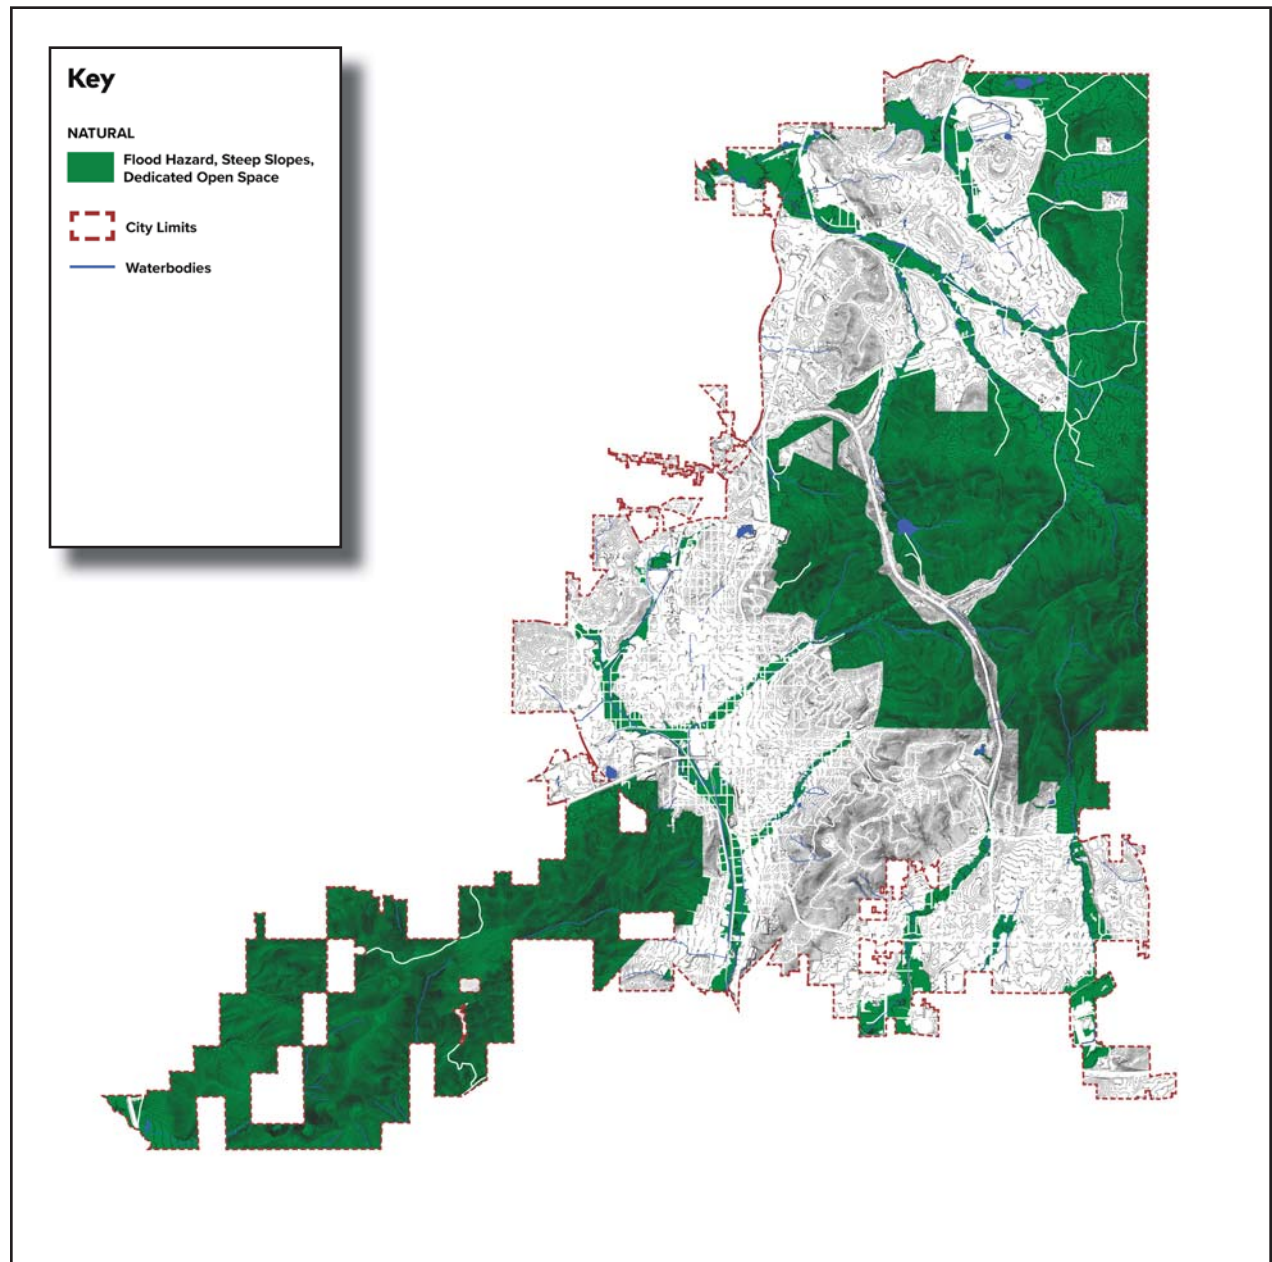 Key
NATURAL
Flood Hazard, Steep Slopes,
Dedicated Open Space
City Limits
Waterbodies